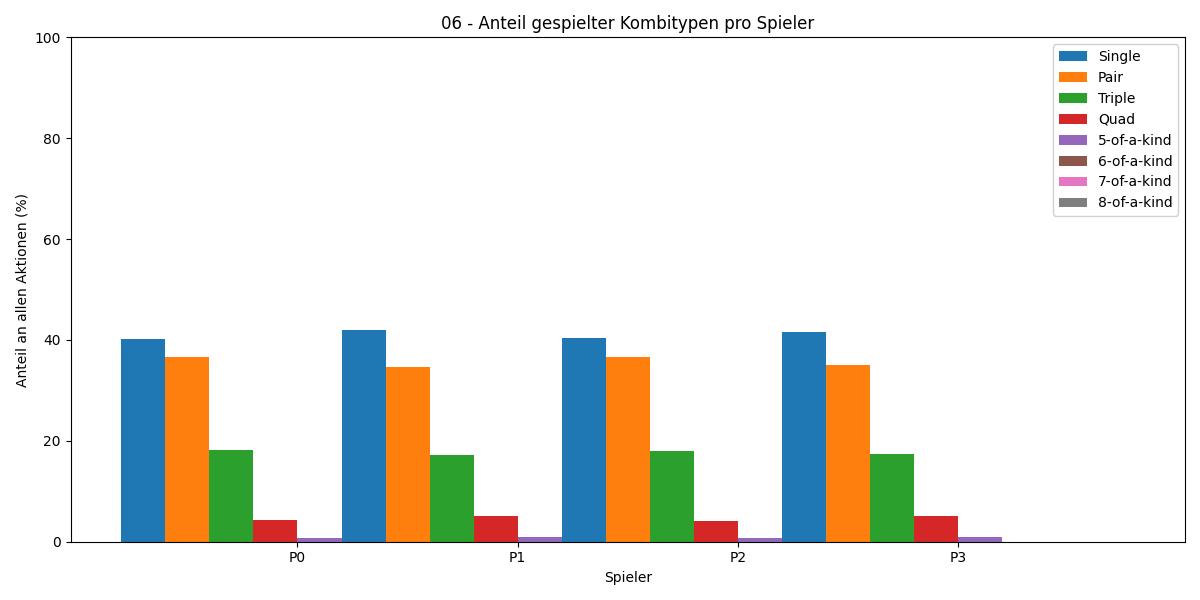 06 - Anteil gespielter Kombitypen pro Spieler
100
80
60
40
20
0
Anteil an allen Aktionen (%)
Single
Pair
Triple
Quad
5-of-a-kind
6-of-a-kind
7-of-a-kind
8-of-a-kind
P0 P1 P2 P3
Spieler